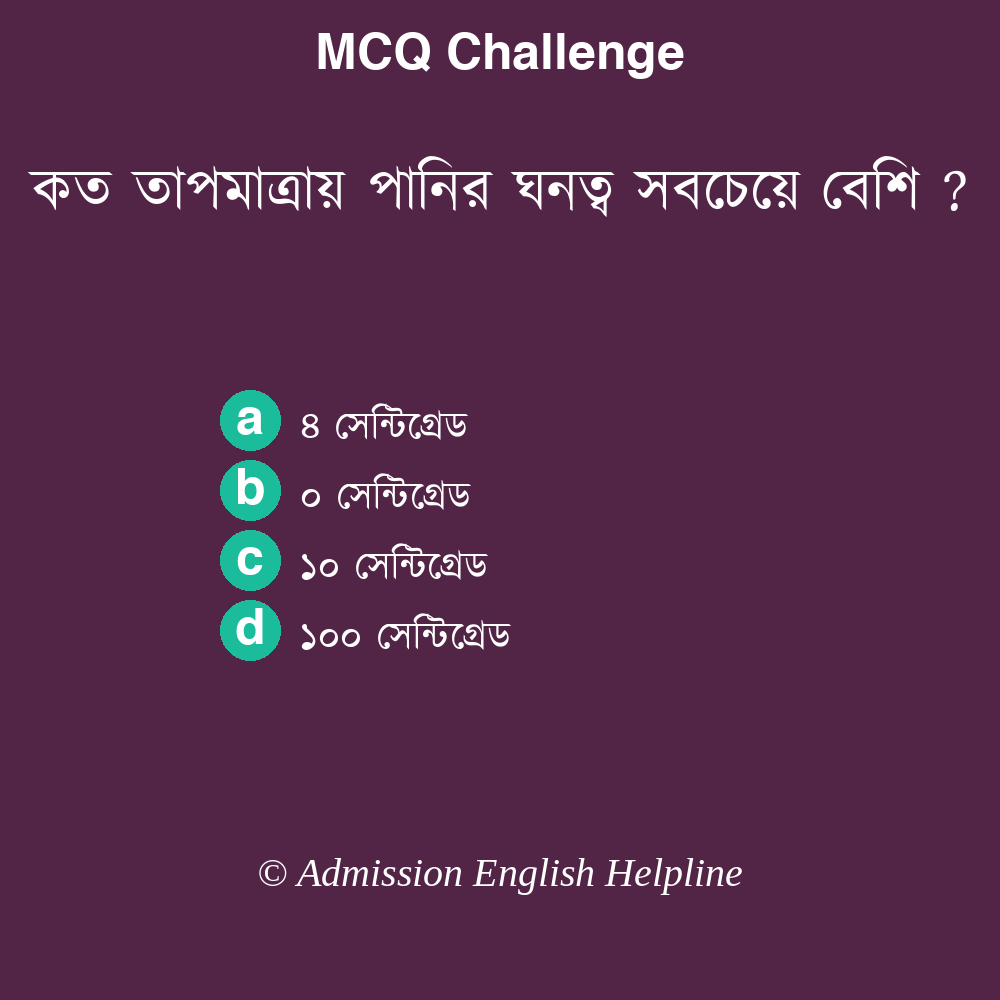 MCQ Challenge
কত তাপমাত্রায় পানির ঘনত্ব সবচেয়ে বেশি ?
a ৪ সেন্টিগ্রেড
b ০ সেন্টিগ্রেড
c ১০ সেন্টিগ্রেড
d ১০০ সেন্টিগ্রেড
© Admission English Helpline